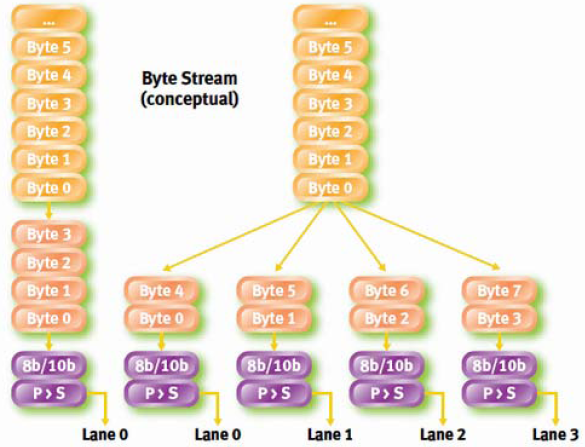 ...
Byte 5
Byte 4
Byte 3
Byte 2
Byte 1
Byte 0
Byte 3
Byte 2
Byte 1
Byte 0
8b/10b
P>S
Lane 0
Byte Stream
(conceptual)
...
Byte 5
Byte 4
Byte 3
Byte 2
Byte 1
Byte 0
Byte 4
Byte 0
8b/10b
P>S
Lane 0
Byte 5
Byte 1
8b/10b
P>S
Lane 1
Byte 6
Byte 2
8b/10b
P>S
Lane 2
Byte 7
Byte 3
8b/10b
P>S
Lane 3